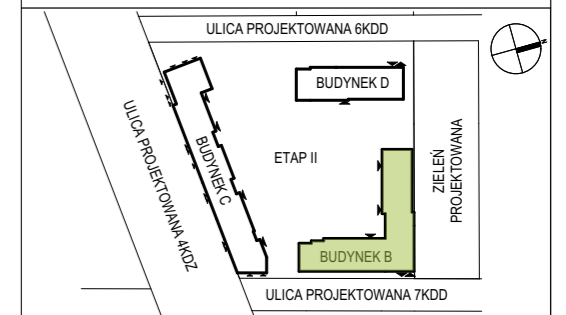 ULICA PROJEKTOWANA 6KDD
BUDYNEK D
ULICA PROJEKTOWANA 4KDZ
BUDYNEK C
ETAP II
ZIELEŃ
PROJEKTOWANA
BUDYNEK B
ULICA PROJEKTOWANA 7KDD